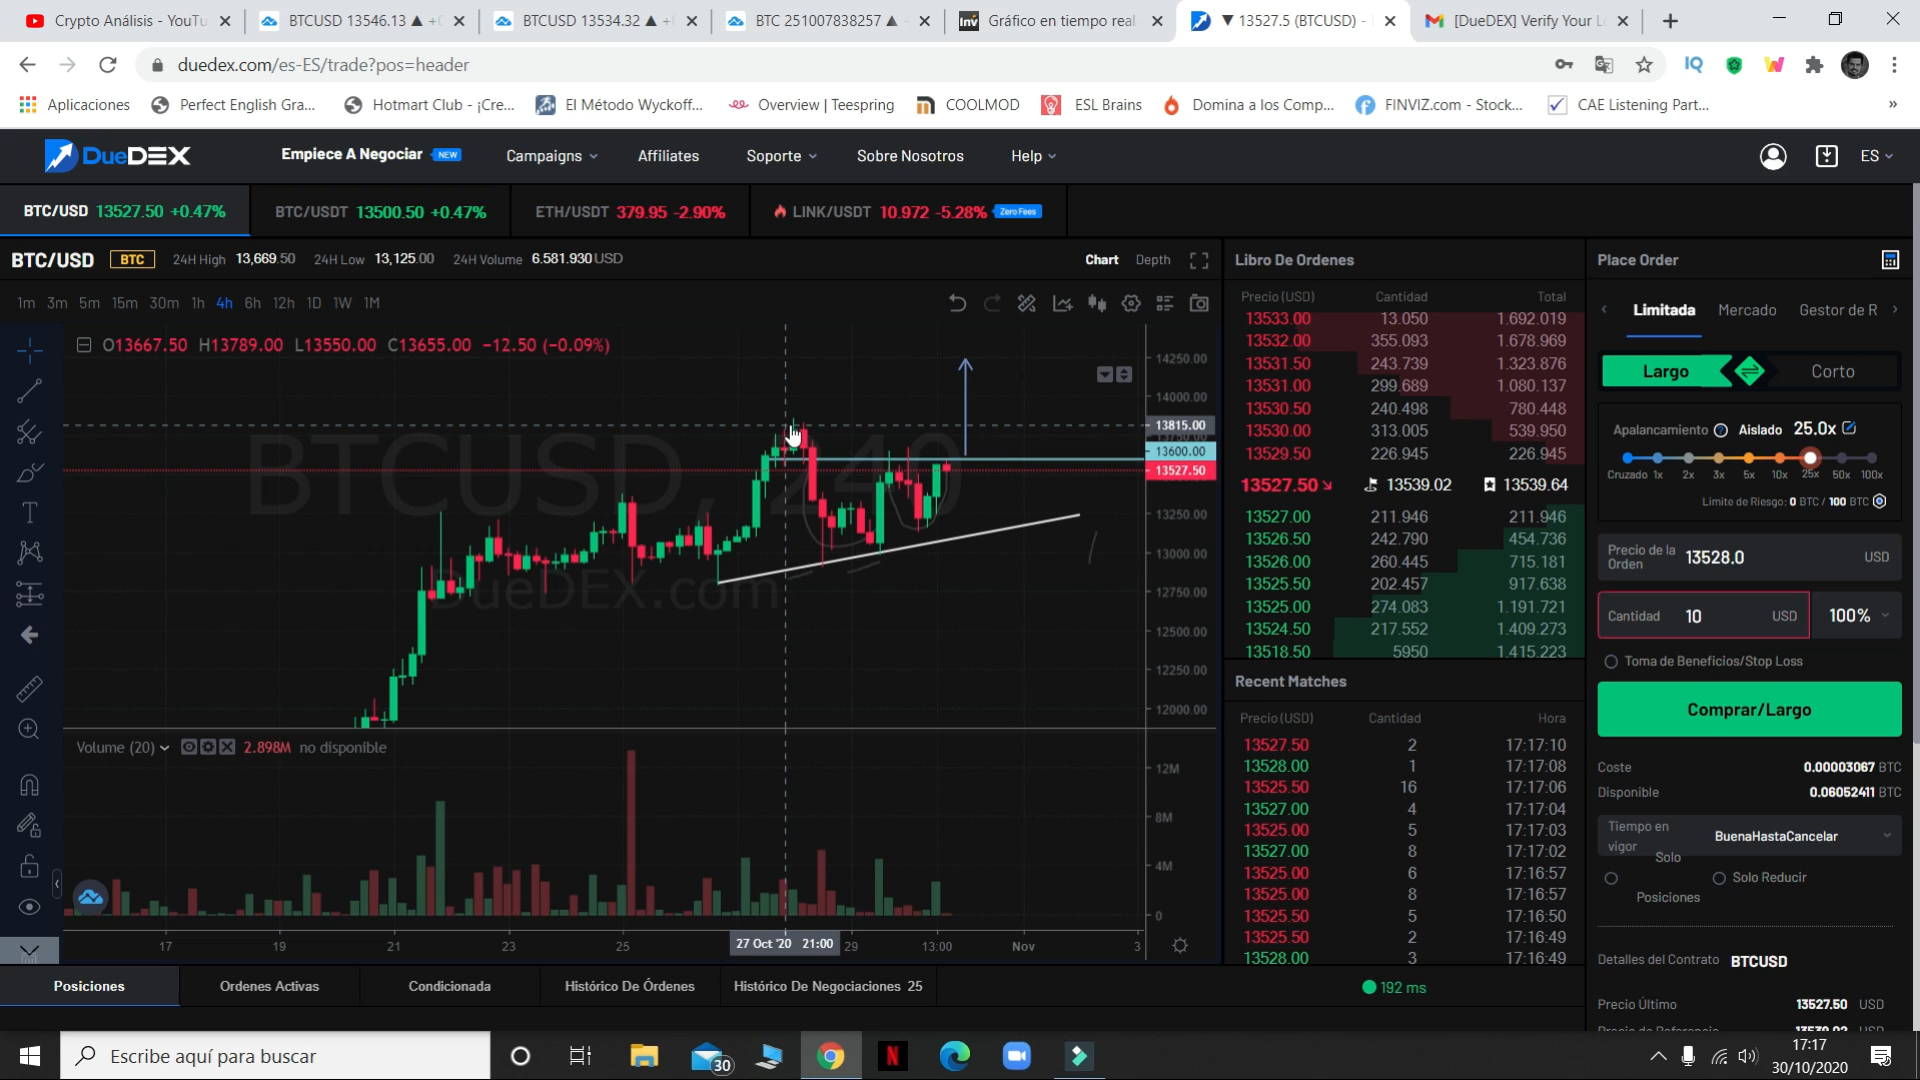 Crypto Análisis - YouTu
BTCUSD 13546.13 ▲ +
BTCUSD 13534.32 ▲ +
BTC 251007838257 ▲
Gráfico en tiempo real
▼ 13527.5 (BTCUSD) -
[DueDEX] Verify Your L
duedex.com/es-ES/trade?pos=header
Aplicaciones
Perfect English Gra...
Hotmart Club - ¡Cre...
El Método Wyckoff...
Overview | Teespring
COOLMOD
ESL Brains
Domina a los Comp...
FINVIZ.com - Stock...
CAE Listening Part...
DueDEX
Empiece A Negociar NEW
Campaigns
Affiliates
Soporte
Sobre Nosotros
Help
ES
BTC/USD 13527.50 +0.47%
BTC/USDT 13500.50 +0.47%
ETH/USDT 379.95 -2.90%
LINK/USDT 10.972 -5.28% Zero Fees
BTC/USD BTC 24H High 13,669.50 24H Low 13,125.00 24H Volume 6.581.930 USD
Chart Depth
1m 3m 5m 15m 30m 1h 4h 6h 12h 1D 1W 1M
O13667.50 H13789.00 L13550.00 C13655.00 -12.50 (-0.09%)
BTCUSD, 240
DueDEX.com
14250.00
14000.00
13815.00
13600.00
13527.50
13250.00
13000.00
12750.00
12500.00
12250.00
12000.00
Volume (20) 2.898M no disponible
12M
8M
4M
0
17 19 21 23 25 27 Oct '20 21:00 29 13:00 Nov 3
Libro De Ordenes
Precio (USD) Cantidad Total
13533.00 13.050 1.692.019
13532.00 355.093 1.678.969
13531.50 243.739 1.323.876
13531.00 299.689 1.080.137
13530.50 240.498 780.448
13530.00 313.005 539.950
13529.50 226.945 226.945
13527.50 13539.02 13539.64
13527.00 211.946 211.946
13526.50 242.790 454.736
13526.00 260.445 715.181
13525.50 202.457 917.638
13525.00 274.083 1.191.721
13524.50 217.552 1.409.273
13518.50 5950 1.415.223
Recent Matches
Precio (USD) Cantidad Hora
13527.50 2 17:17:10
13528.00 1 17:17:08
13525.50 16 17:17:06
13527.00 4 17:17:04
13525.00 5 17:17:03
13527.00 8 17:17:02
13525.00 6 17:16:57
13525.00 8 17:16:57
13525.50 5 17:16:50
13525.50 2 17:16:49
13528.00 3 17:16:49
Place Order
Limitada Mercado Gestor de R
Largo Corto
Apalancamiento Aislado 25.0x
Cruzado 1x 2x 3x 5x 10x 25x 50x 100x
Limite de Riesgo: 0 BTC / 100 BTC
Precio de la Orden 13528.0 USD
Cantidad 10 USD 100%
Toma de Beneficios/Stop Loss
Comprar/Largo
Coste 0.00003067 BTC
Disponible 0.06052411 BTC
Tiempo en vigor BuenaHastaCancelar
Solo Posiciones
Solo Reducir
Detalles del Contrato BTCUSD
Precio Último 13527.50 USD
Posiciones
Ordenes Activas
Condicionada
Histórico De Órdenes
Histórico De Negociaciones 25
192 ms
Escribe aquí para buscar
30
17:17
30/10/2020